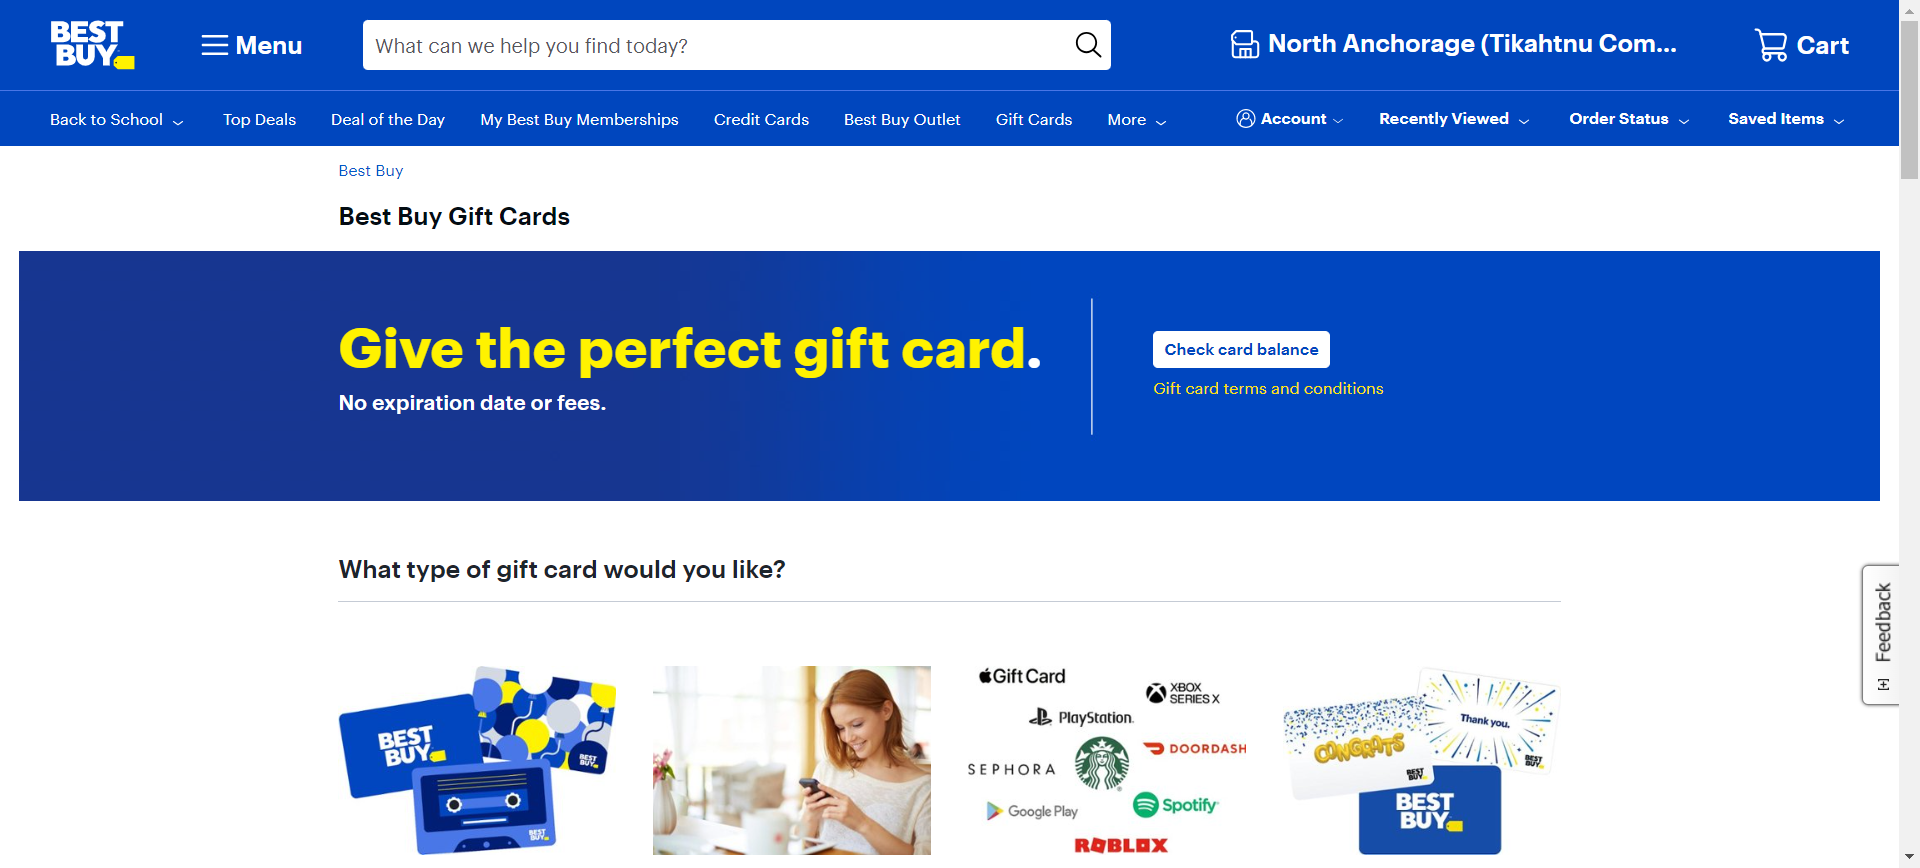 BEST
BUY
Menu
What can we help you find today?
North Anchorage (Tikahtnu Com...
Cart
Back to School
Top Deals
Deal of the Day
My Best Buy Memberships
Credit Cards
Best Buy Outlet
Gift Cards
More
Account
Recently Viewed
Order Status
Saved Items
Best Buy
Best Buy Gift Cards
Give the perfect gift card.
No expiration date or fees.
Check card balance
Gift card terms and conditions
What type of gift card would you like?
BEST
BUY
BEST
BUY
BEST
BUY
Gift Card
XBOX
SERIES X
PlayStation
DOORDASH
SEPHORA
Google Play
Spotify
ROBLOX
CONGRATS
BEST
BUY
Thank you.
BEST
BUY
BEST
BUY
Feedback
[+]